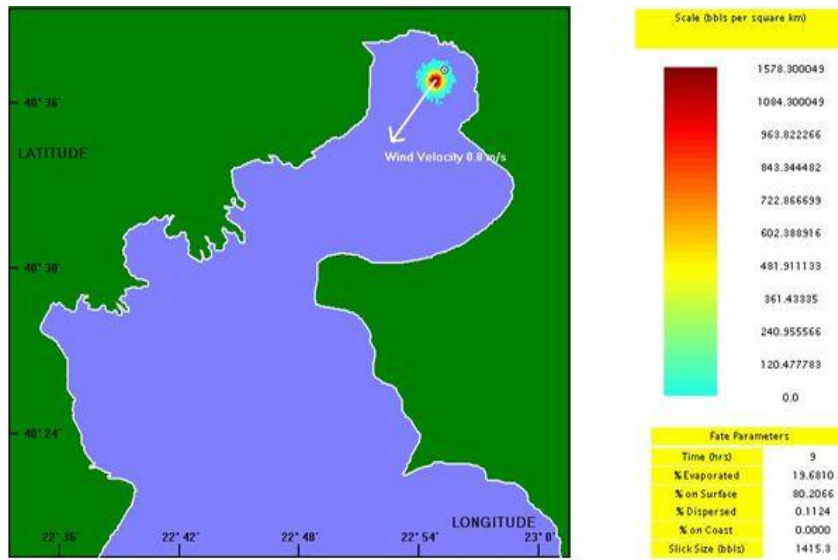 Scale (bbls per square km)
1578.300049
1084.300049
963.822266
843.344482
722.866699
602.388916
481.911133
361.43335
240.955566
120.477783
0.0
40° 36'
LATITUDE
Wind Velocity 0.8 m/s
40° 30'
40° 24'
LONGITUDE
22° 36'
22° 42'
22° 48'
22° 54'
23° 0'
Fate Parameters
Time (hrs) 9
% Evaporated 19.6810
% on Surface 80.2066
% Dispersed 0.1124
% on Coast 0.0000
Slick Size (bbls) 1415.3